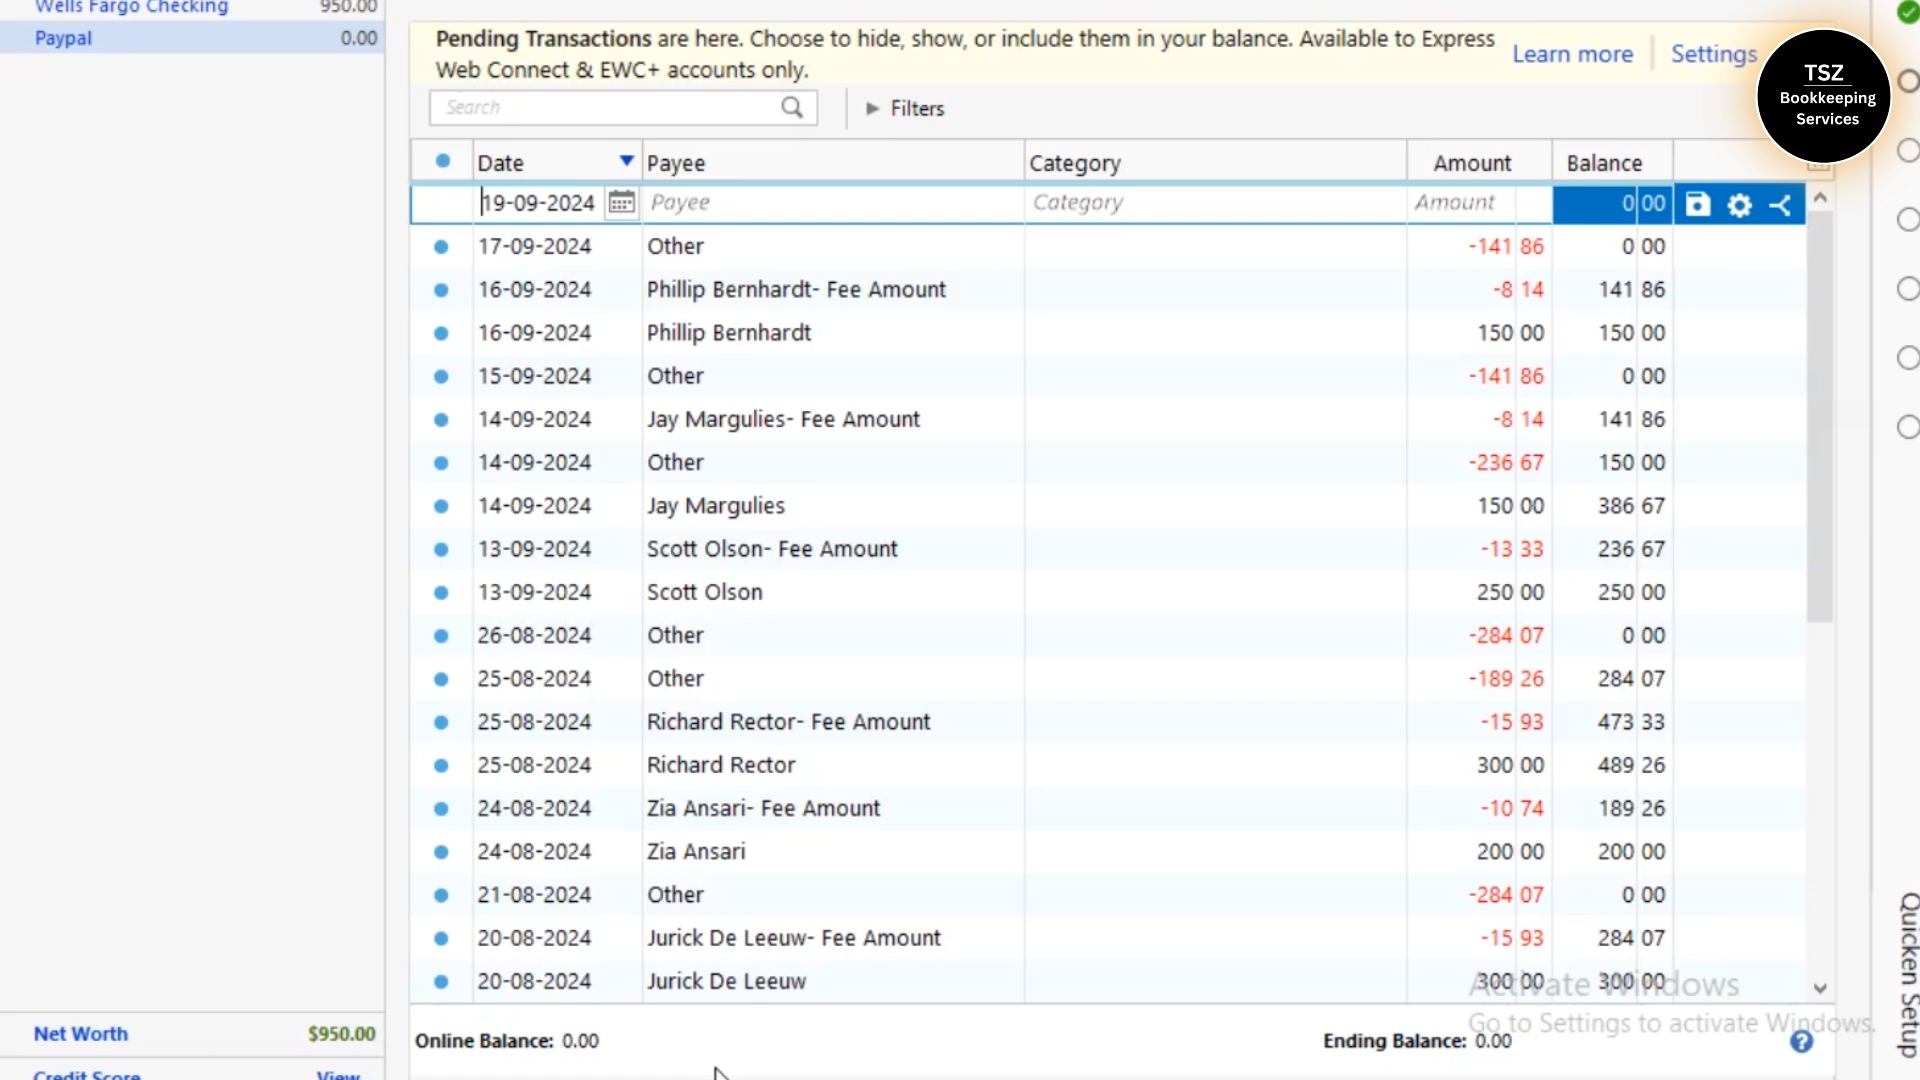 Wells Fargo Checking 950.00
Paypal 0.00
Pending Transactions are here. Choose to hide, show, or include them in your balance. Available to Express
Web Connect & EWC+ accounts only.
Learn more Settings
TSZ
Bookkeeping
Services
Search Filters
Date Payee Category Amount Balance
19-09-2024 Payee Category Amount 0 00
17-09-2024 Other -141 86 0 00
16-09-2024 Phillip Bernhardt- Fee Amount -8 14 141 86
16-09-2024 Phillip Bernhardt 150 00 150 00
15-09-2024 Other -141 86 0 00
14-09-2024 Jay Margulies- Fee Amount -8 14 141 86
14-09-2024 Other -236 67 150 00
14-09-2024 Jay Margulies 150 00 386 67
13-09-2024 Scott Olson- Fee Amount -13 33 236 67
13-09-2024 Scott Olson 250 00 250 00
26-08-2024 Other -284 07 0 00
25-08-2024 Other -189 26 284 07
25-08-2024 Richard Rector- Fee Amount -15 93 473 33
25-08-2024 Richard Rector 300 00 489 26
24-08-2024 Zia Ansari- Fee Amount -10 74 189 26
24-08-2024 Zia Ansari 200 00 200 00
21-08-2024 Other -284 07 0 00
20-08-2024 Jurick De Leeuw- Fee Amount -15 93 284 07
20-08-2024 Jurick De Leeuw 300 00 300 00
Activate Windows
Go to Settings to activate Windows.
Net Worth $950.00
Online Balance: 0.00 Ending Balance: 0.00
Credit Score View
Quicken Setup